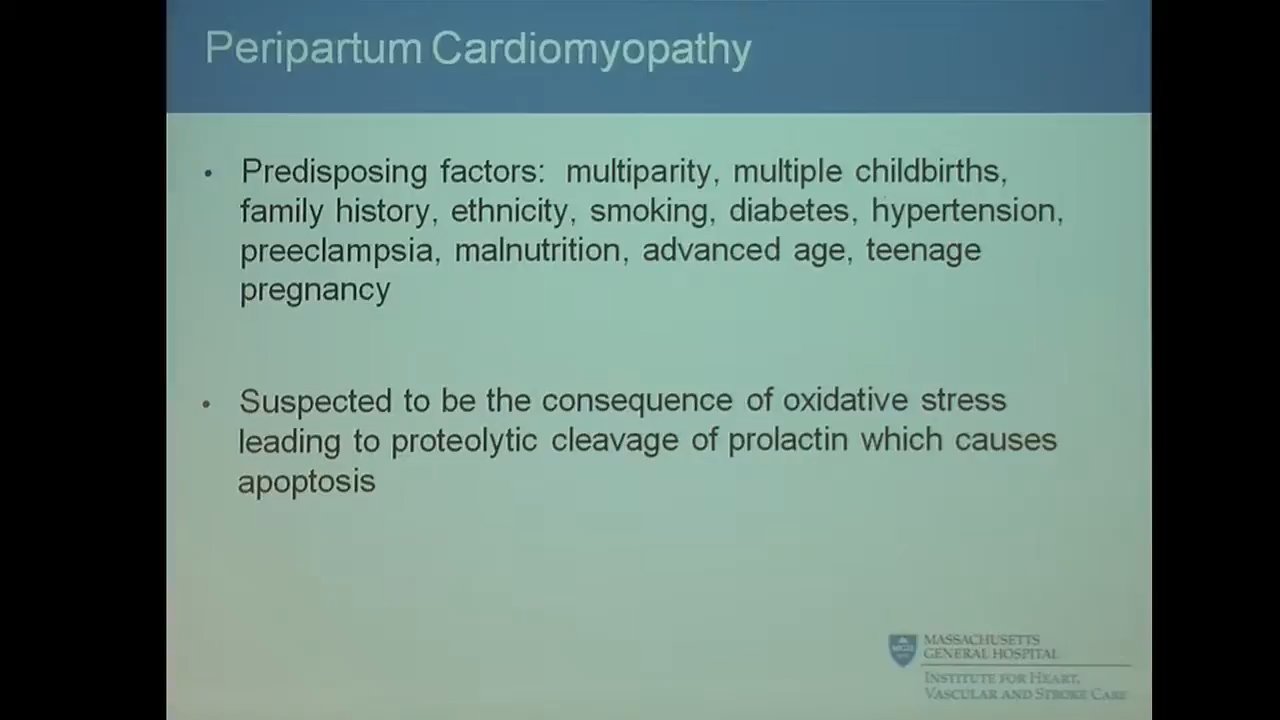 Peripartum Cardiomyopathy
• Predisposing factors: multiparity, multiple childbirths,
family history, ethnicity, smoking, diabetes, hypertension,
preeclampsia, malnutrition, advanced age, teenage
pregnancy
• Suspected to be the consequence of oxidative stress
leading to proteolytic cleavage of prolactin which causes
apoptosis
MASSACHUSETTS
GENERAL HOSPITAL
INSTITUTE FOR HEART,
VASCULAR AND STROKE CARE